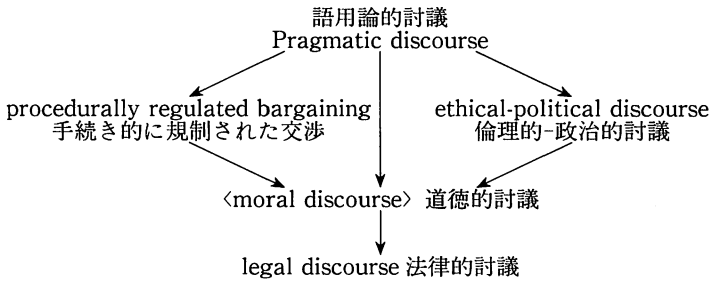 語用論的討議
Pragmatic discourse
procedurally regulated bargaining
手続き的に規制された交渉
ethical-political discourse
倫理的-政治的討議
〈moral discourse〉 道徳的討議
legal discourse 法律的討議